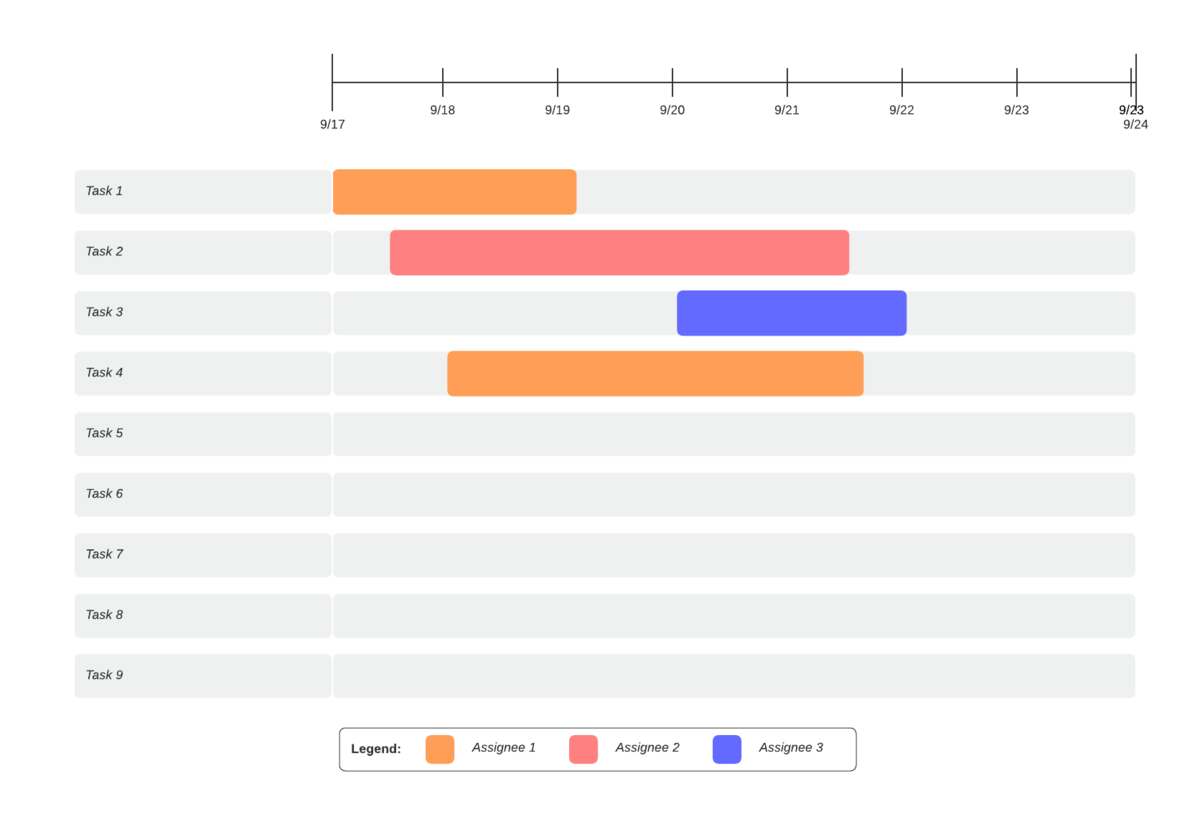 9/18 9/19 9/20 9/21 9/22 9/23 9/23
9/17 9/24
Task 1
Task 2
Task 3
Task 4
Task 5
Task 6
Task 7
Task 8
Task 9
Legend: Assignee 1 Assignee 2 Assignee 3